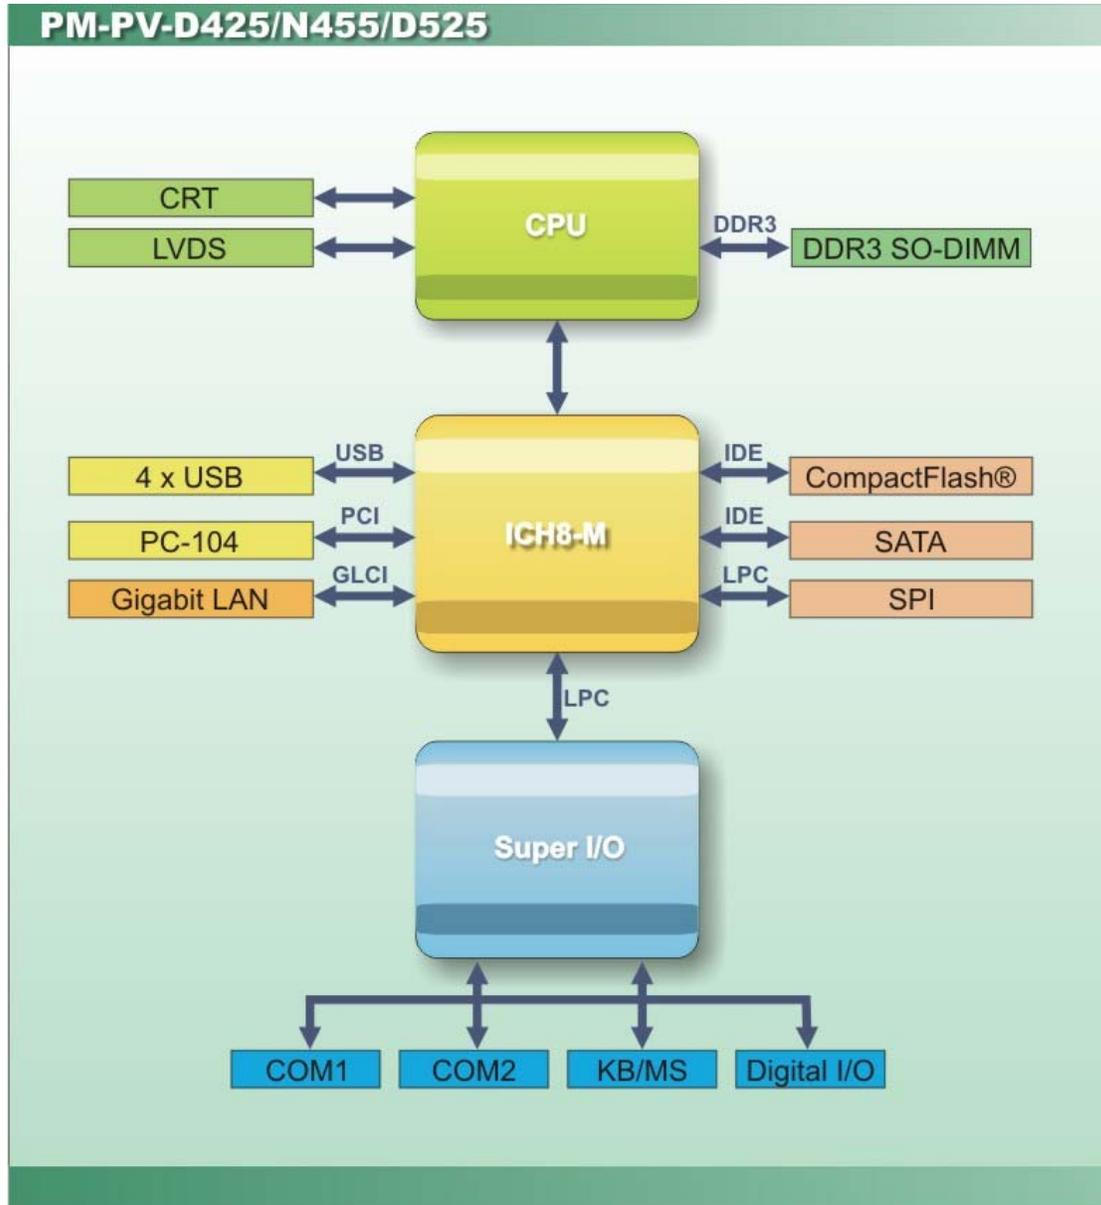 PM-PV-D425/N455/D525
CRT
LVDS
CPU
DDR3
DDR3 SO-DIMM
4 x USB
USB
PC-104
PCI
Gigabit LAN
GLCI
ICH8-M
IDE
CompactFlash®
IDE
SATA
LPC
SPI
LPC
Super I/O
COM1
COM2
KB/MS
Digital I/O